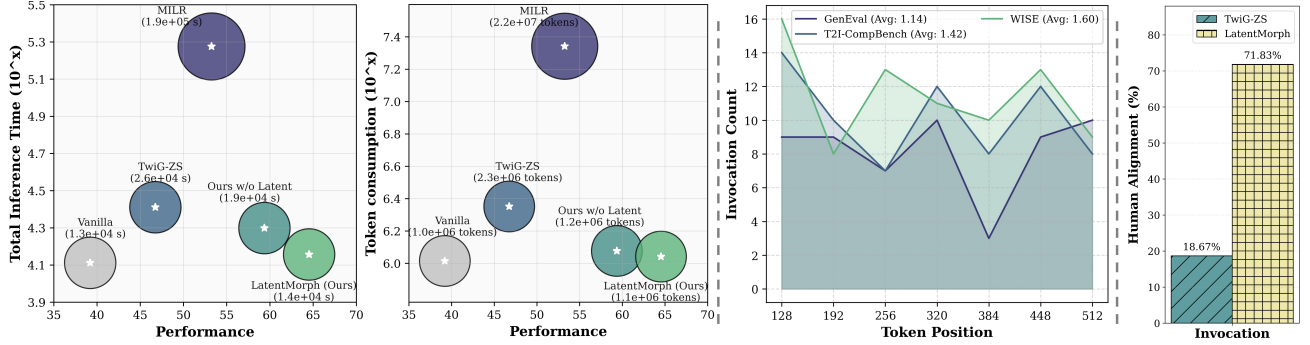 Total Inference Time (10^x)
5.5
5.3
5.1
4.9
4.7
4.5
4.3
4.1
3.9
MILR
(1.9e+05 s)
TwiG-ZS
(2.6e+04 s)
Ours w/o Latent
(1.9e+04 s)
Vanilla
(1.3e+04 s)
LatentMorph (Ours)
(1.4e+04 s)
35 40 45 50 55 60 65 70
Performance
Token consumption (10^x)
7.4
7.2
7.0
6.8
6.6
6.4
6.2
6.0
MILR
(2.2e+07 tokens)
TwiG-ZS
(2.3e+06 tokens)
Ours w/o Latent
(1.2e+06 tokens)
Vanilla
(1.0e+06 tokens)
LatentMorph (Ours)
(1.1e+06 tokens)
35 40 45 50 55 60 65 70
Performance
Invocation Count
16
14
12
10
8
6
4
2
0
GenEval (Avg: 1.14)
T2I-CompBench (Avg: 1.42)
WISE (Avg: 1.60)
128 192 256 320 384 448 512
Token Position
Human Alignment (%)
80
70
60
50
40
30
20
10
0
TwiG-ZS
LatentMorph
71.83%
18.67%
Invocation